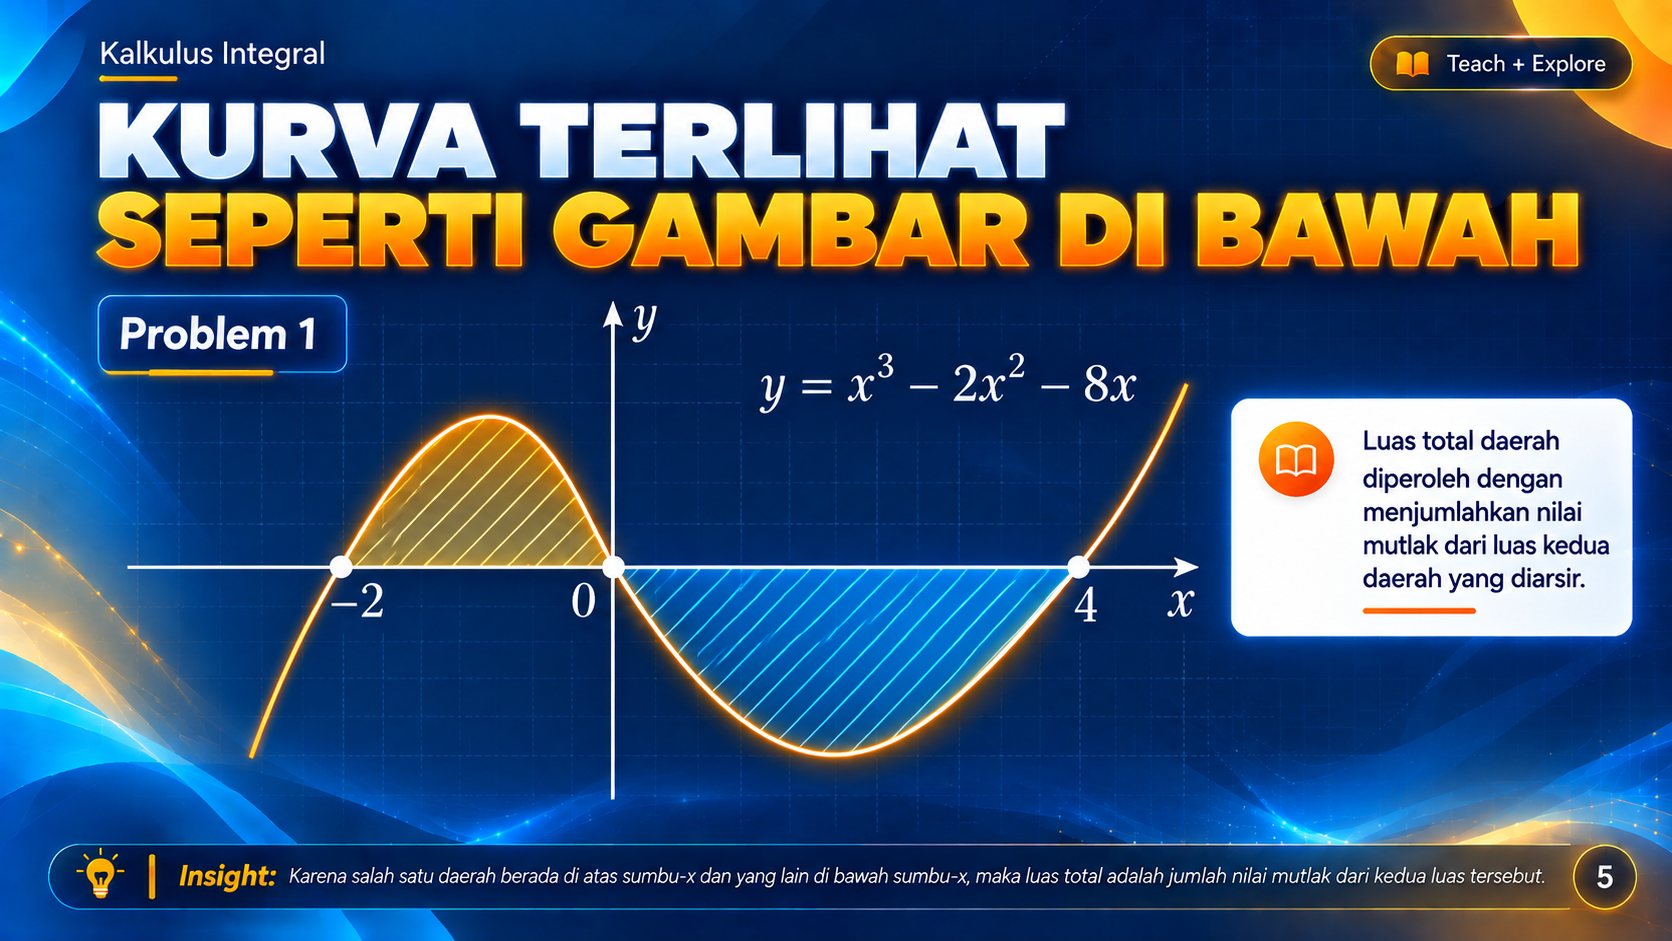 Kalkulus Integral
Teach + Explore
KURVA TERLIHAT
SEPERTI GAMBAR DI BAWAH
Problem 1
y
y = x³ − 2x² − 8x
−2
0
4
x
Luas total daerah
diperoleh dengan
menjumlahkan nilai
mutlak dari luas kedua
daerah yang diarsir.
Insight: Karena salah satu daerah berada di atas sumbu-x dan yang lain di bawah sumbu-x, maka luas total adalah jumlah nilai mutlak dari kedua luas tersebut.
5